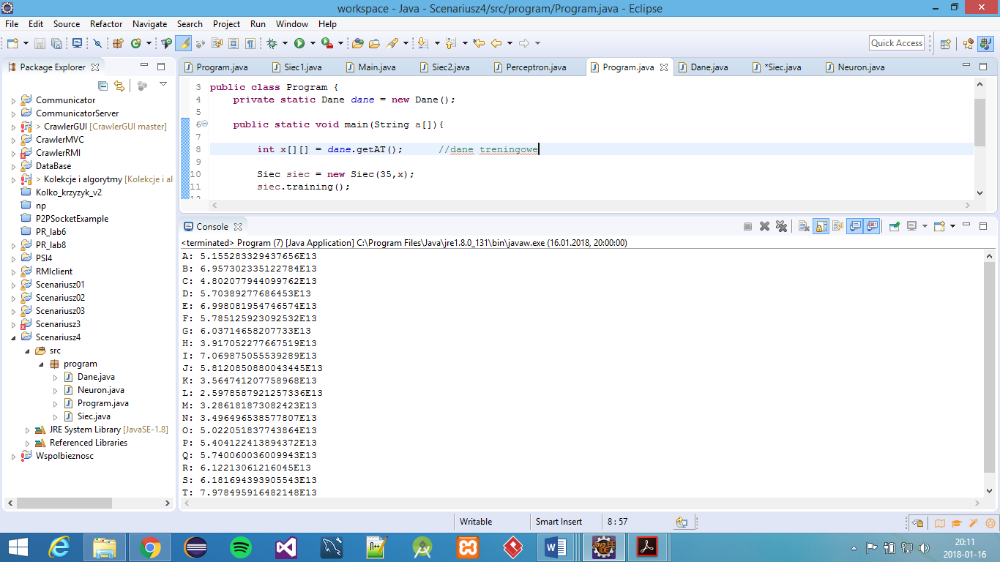 workspace - Java - Scenariusz4/src/program/Program.java - Eclipse
File Edit Source Refactor Navigate Search Project Run Window Help
Quick Access
Package Explorer
Communicator
CommunicatorServer
> CrawlerGUI [CrawlerGUI master]
CrawlerMVC
CrawlerRMI
DataBase
> Kolekcje i algorytmy [Kolekcje i al
Kolko_krzyzyk_v2
np
P2PSocketExample
PR_lab6
PR_lab8
PSI4
RMIclient
Scenariusz01
Scenariusz02
Scenariusz03
Scenariusz3
Scenariusz4
src
program
Dane.java
Neuron.java
Program.java
Siec.java
JRE System Library [JavaSE-1.8]
Referenced Libraries
Wspolbieznosc
Program.java Siec1.java Main.java Siec2.java Perceptron.java Program.java Dane.java *Siec.java Neuron.java
3 public class Program {
4 private static Dane dane = new Dane();
5
6 public static void main(String a[]){
7
8 int x[][] = dane.getAT(); //dane treningowe
9
10 Siec siec = new Siec(35,x);
11 siec.training();
12
Console
<terminated> Program (7) [Java Application] C:\Program Files\Java\jre1.8.0_131\bin\javaw.exe (16.01.2018, 20:00:00)
A: 5.155283329437656E13
B: 6.957302335122784E13
C: 4.802077944099762E13
D: 5.70389277686453E13
E: 6.998081954746574E13
F: 5.785125923092532E13
G: 6.03714658207733E13
H: 3.917052277667519E13
I: 7.069875055539289E13
J: 5.8120850880043445E13
K: 3.564741207758968E13
L: 2.5978587921257336E13
M: 3.286181873082423E13
N: 3.496496538577807E13
O: 5.022051837743864E13
P: 5.404122413894372E13
Q: 5.740060036009943E13
R: 6.12213061216045E13
S: 6.181694393905543E13
T: 7.978495916482148E13
Writable Smart Insert 8 : 57
Java EE
IDE
20:11
2018-01-16